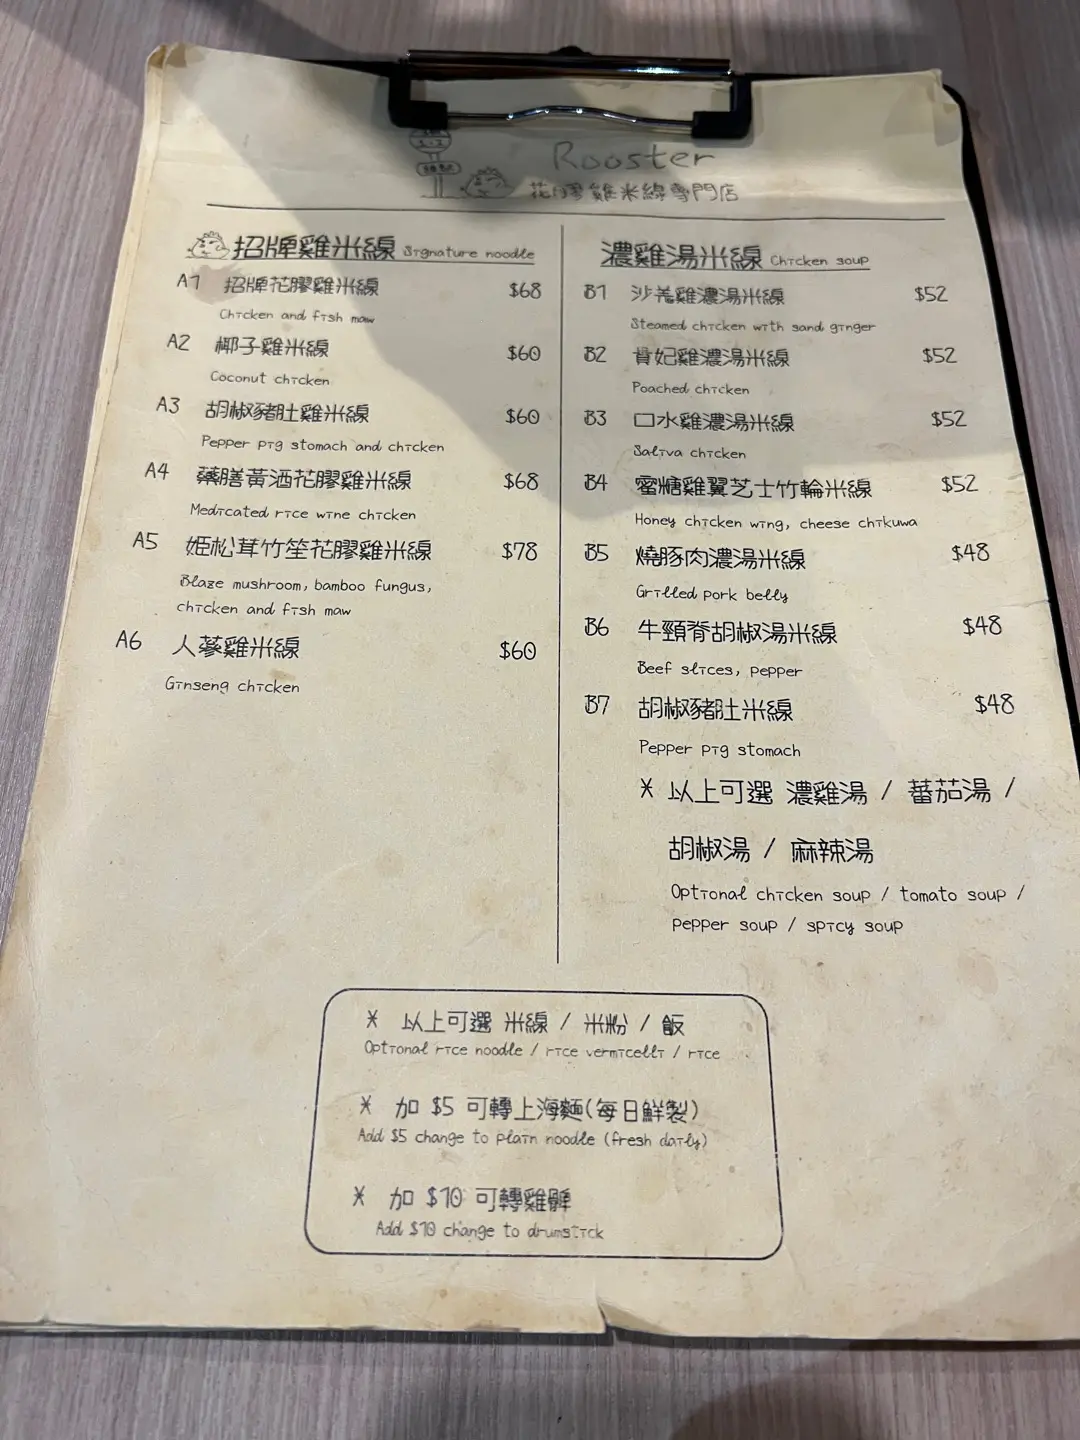 Rooster
花膠雞米線專門店
招牌雞米線 Signature noodle
A1 招牌花膠雞米線 $68
Chicken and fish maw
A2 椰子雞米線 $60
Coconut chicken
A3 胡椒豬肚雞米線 $60
Pepper pig stomach and chicken
A4 藥膳黃酒花膠雞米線 $68
Medicated rice wine chicken
A5 姬松茸竹笙花膠雞米線 $78
Blaze mushroom, bamboo fungus,
chicken and fish maw
A6 人蔘雞米線 $60
Ginseng chicken
濃雞湯米線 Chicken soup
B1 沙羗雞濃湯米線 $52
Steamed chicken with sand ginger
B2 貴妃雞濃湯米線 $52
Poached chicken
B3 口水雞濃湯米線 $52
Saliva chicken
B4 蜜糖雞翼芝士竹輪米線 $52
Honey chicken wing, cheese chikuwa
B5 燒豚肉濃湯米線 $48
Grilled pork belly
B6 牛頸脊胡椒湯米線 $48
Beef slices, pepper
B7 胡椒豬肚米線 $48
Pepper pig stomach
* 以上可選 濃雞湯 / 蕃茄湯 /
胡椒湯 / 麻辣湯
Optional chicken soup / tomato soup /
pepper soup / spicy soup
* 以上可選 米線 / 米粉 / 飯
Optional rice noodle / rice vermicelli / rice
* 加 $5 可轉上海麵(每日鮮製)
Add $5 change to plain noodle (fresh daily)
* 加 $10 可轉雞髀
Add $10 change to drumstick